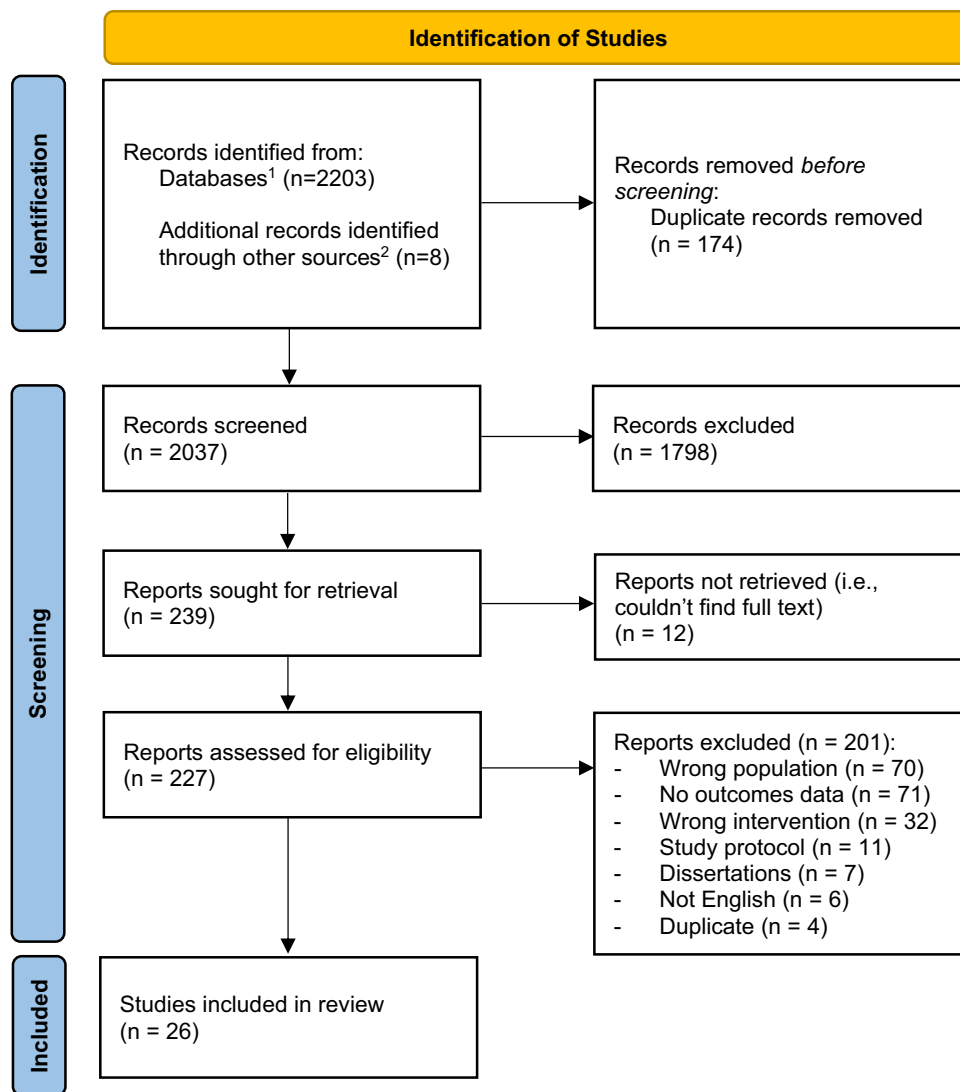 Identification of Studies
Identification
Records identified from:
Databases¹ (n=2203)
Additional records identified
through other sources² (n=8)
Records removed before
screening:
Duplicate records removed
(n = 174)
Screening
Records screened
(n = 2037)
Records excluded
(n = 1798)
Reports sought for retrieval
(n = 239)
Reports not retrieved (i.e.,
couldn’t find full text)
(n = 12)
Reports assessed for eligibility
(n = 227)
Reports excluded (n = 201):
- Wrong population (n = 70)
- No outcomes data (n = 71)
- Wrong intervention (n = 32)
- Study protocol (n = 11)
- Dissertations (n = 7)
- Not English (n = 6)
- Duplicate (n = 4)
Included
Studies included in review
(n = 26)